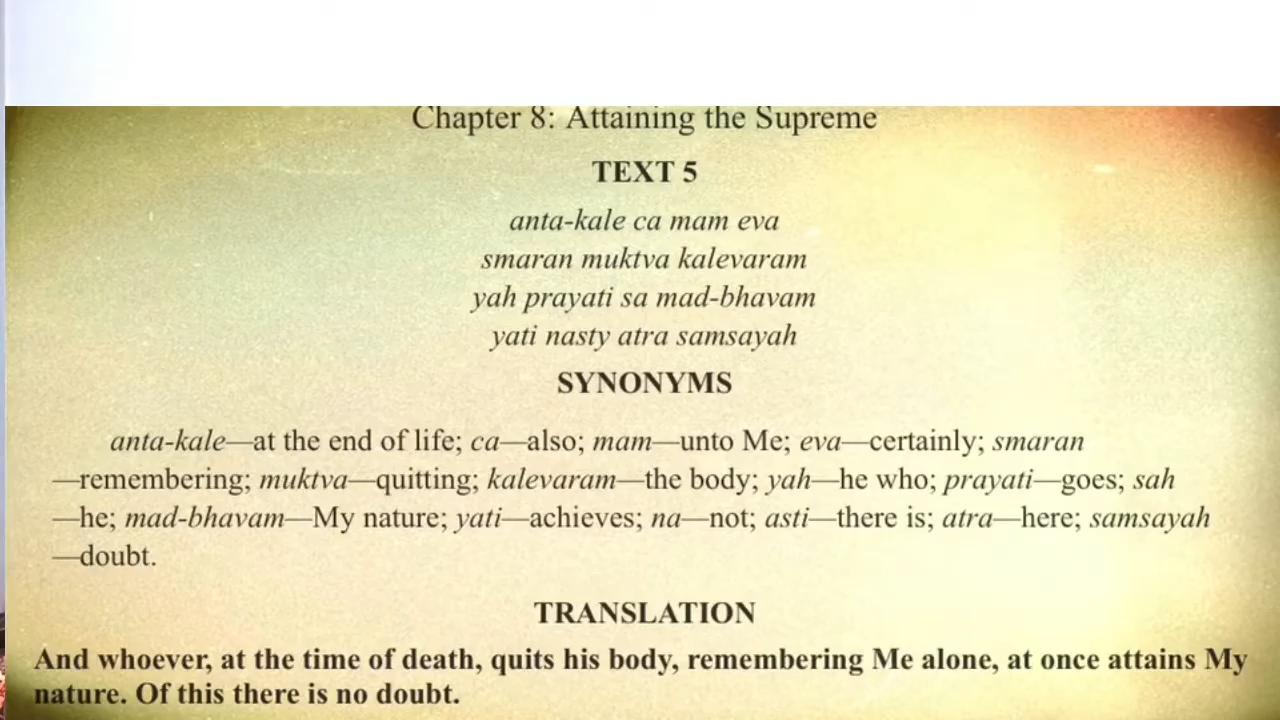 Chapter 8: Attaining the Supreme
TEXT 5
anta-kale ca mam eva
smaran muktva kalevaram
yah prayati sa mad-bhavam
yati nasty atra samsayah
SYNONYMS
anta-kale—at the end of life; ca—also; mam—unto Me; eva—certainly; smaran
—remembering; muktva—quitting; kalevaram—the body; yah—he who; prayati—goes; sah
—he; mad-bhavam—My nature; yati—achieves; na—not; asti—there is; atra—here; samsayah
—doubt.
TRANSLATION
And whoever, at the time of death, quits his body, remembering Me alone, at once attains My
nature. Of this there is no doubt.